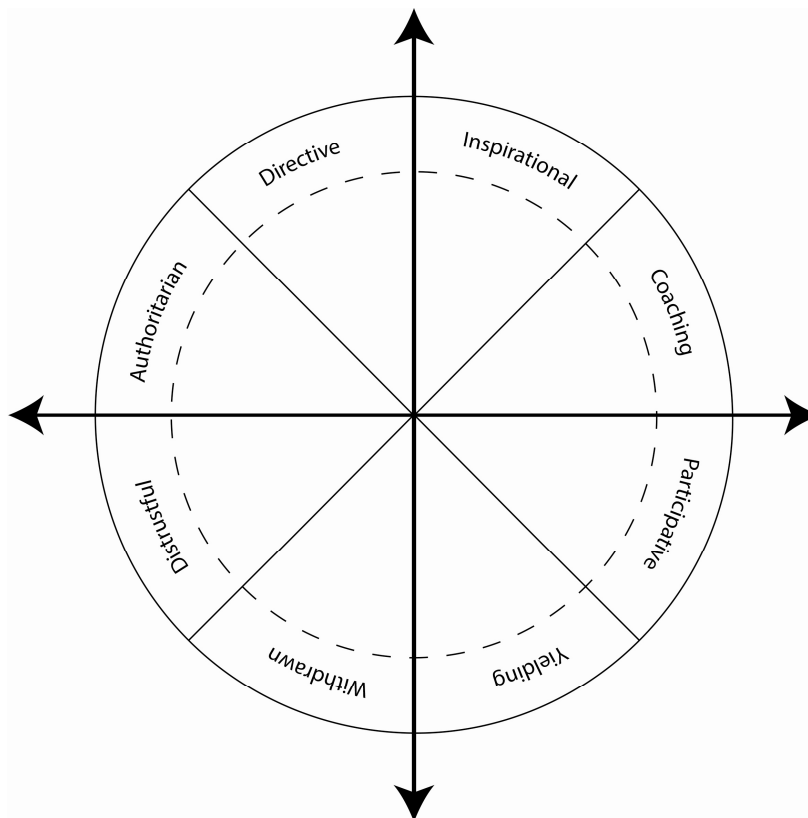 Directive
Inspirational
Coaching
Participative
Yielding
Withdrawn
Distrustful
Authoritarian